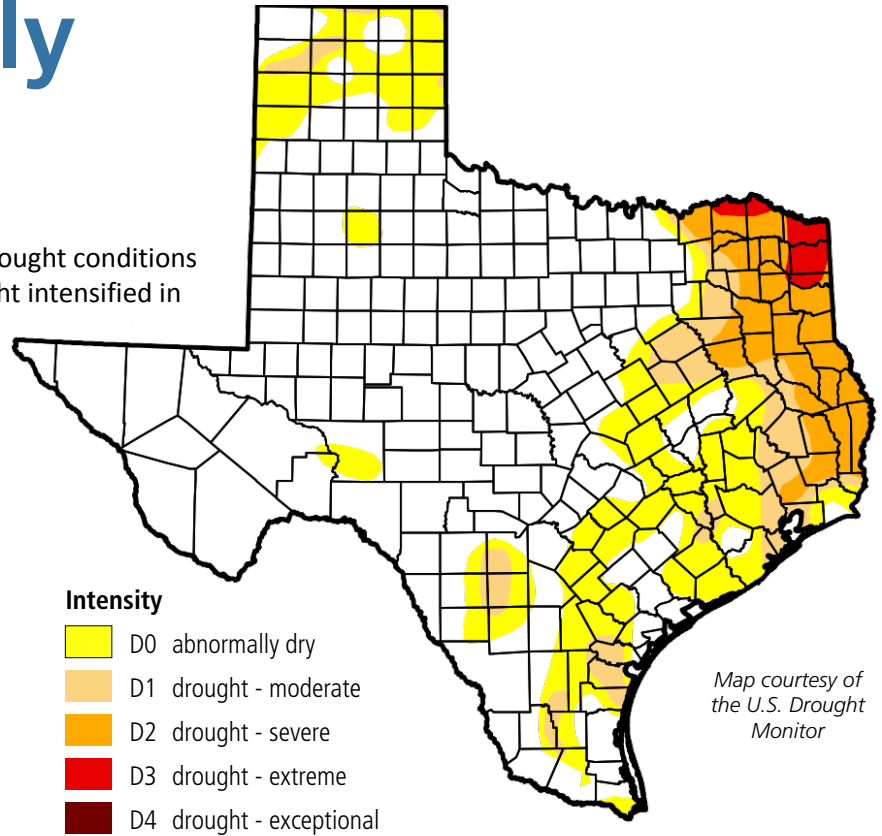 ly
ought conditions
ht intensified in
Intensity
D0 abnormally dry
D1 drought - moderate
D2 drought - severe
D3 drought - extreme
D4 drought - exceptional
Map courtesy of
the U.S. Drought
Monitor